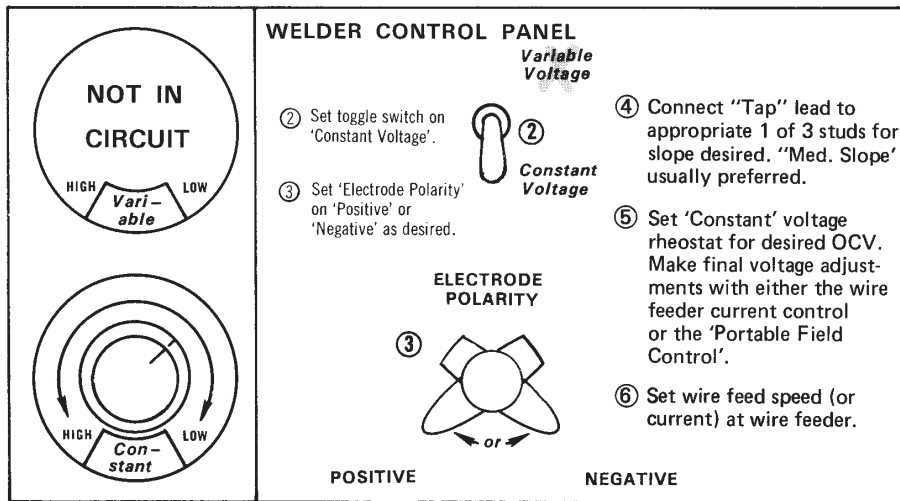 NOT IN
CIRCUIT
HIGH
LOW
Vari–
able
HIGH
LOW
Con–
stant
WELDER CONTROL PANEL
Variable
Voltage
② Set toggle switch on
'Constant Voltage'.
②
Constant
Voltage
③ Set 'Electrode Polarity'
on 'Positive' or
'Negative' as desired.
ELECTRODE
POLARITY
③
or
POSITIVE
NEGATIVE
④ Connect "Tap" lead to
appropriate 1 of 3 studs for
slope desired. "Med. Slope'
usually preferred.
⑤ Set 'Constant' voltage
rheostat for desired OCV.
Make final voltage adjust-
ments with either the wire
feeder current control
or the 'Portable Field
Control'.
⑥ Set wire feed speed (or
current) at wire feeder.